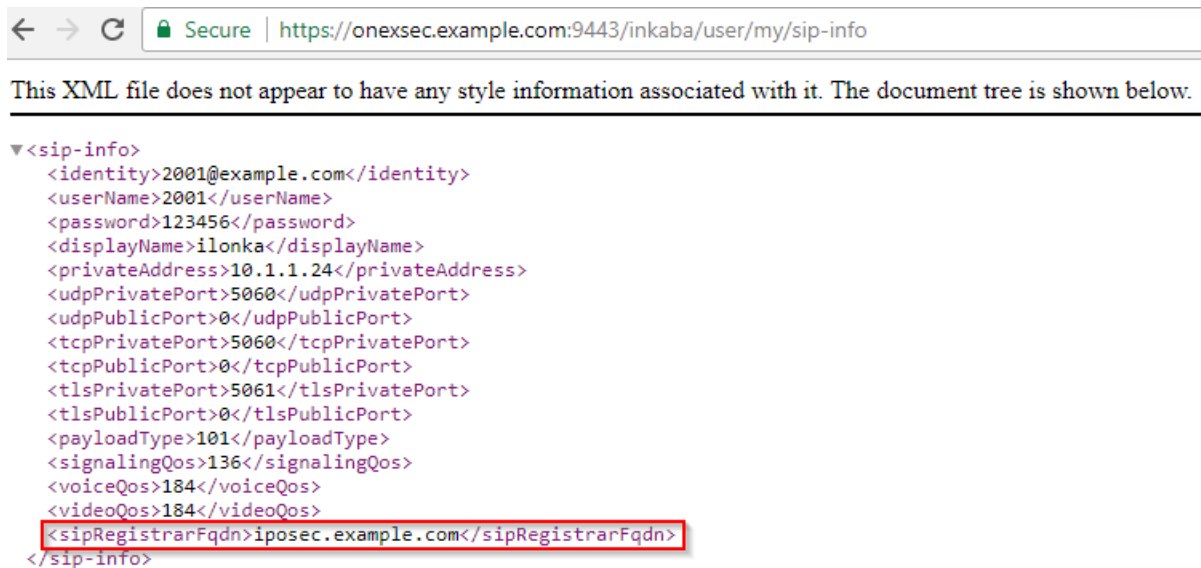 Secure | https://onexsec.example.com:9443/inkaba/user/my/sip-info
This XML file does not appear to have any style information associated with it. The document tree is shown below.
▼<sip-info>
<identity>2001@example.com</identity>
<userName>2001</userName>
<password>123456</password>
<displayName>ilonka</displayName>
<privateAddress>10.1.1.24</privateAddress>
<udpPrivatePort>5060</udpPrivatePort>
<udpPublicPort>0</udpPublicPort>
<tcpPrivatePort>5060</tcpPrivatePort>
<tcpPublicPort>0</tcpPublicPort>
<tlsPrivatePort>5061</tlsPrivatePort>
<tlsPublicPort>0</tlsPublicPort>
<payloadType>101</payloadType>
<signalingQos>136</signalingQos>
<voiceQos>184</voiceQos>
<videoQos>184</videoQos>
<sipRegistrarFqdn>iposec.example.com</sipRegistrarFqdn>
</sip-info>